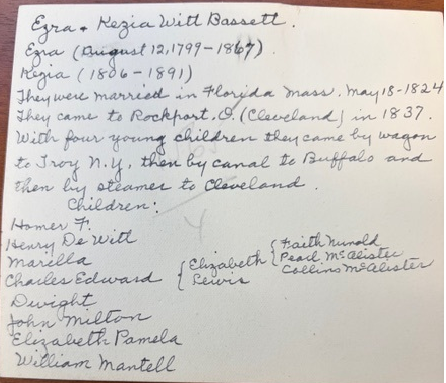 Ezra + Kezia Witt Bassett.
Ezra (August 12, 1799-1867).
Kezia (1806-1891)
They were married in Florida Mass. May 18-1824
They came to Rockport, O. (Cleveland) in 1837.
With four young children they came by wagon
to Troy N.Y, then by canal to Buffalo and
then by steamer to Cleveland.
Children:
Homer F.
Henry De Witt
Marilla
Charles Edward { Elizabeth { Faith
Lewis Pearl McAlister
Collins McAlister
Dwight
John Milton
Elizabeth Pamela
William Mantell